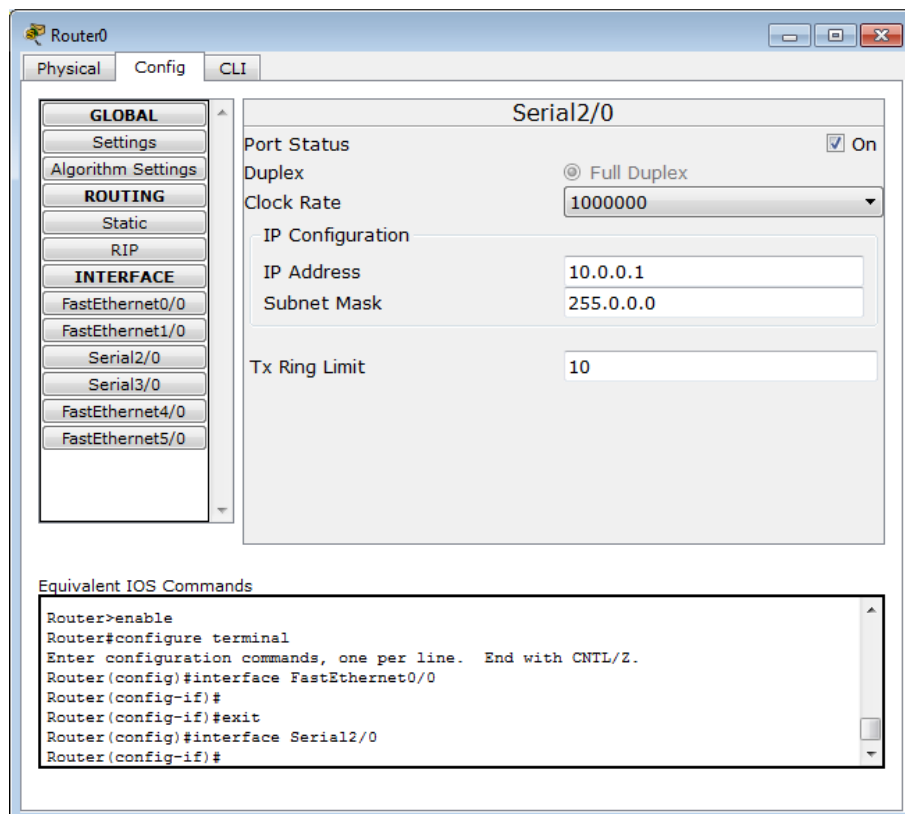 Router0
Physical Config CLI
GLOBAL
Settings
Algorithm Settings
ROUTING
Static
RIP
INTERFACE
FastEthernet0/0
FastEthernet1/0
Serial2/0
Serial3/0
FastEthernet4/0
FastEthernet5/0
Serial2/0
Port Status On
Duplex Full Duplex
Clock Rate 1000000
IP Configuration
IP Address 10.0.0.1
Subnet Mask 255.0.0.0
Tx Ring Limit 10
Equivalent IOS Commands
Router>enable
Router#configure terminal
Enter configuration commands, one per line.  End with CNTL/Z.
Router(config)#interface FastEthernet0/0
Router(config-if)#
Router(config-if)#exit
Router(config)#interface Serial2/0
Router(config-if)#